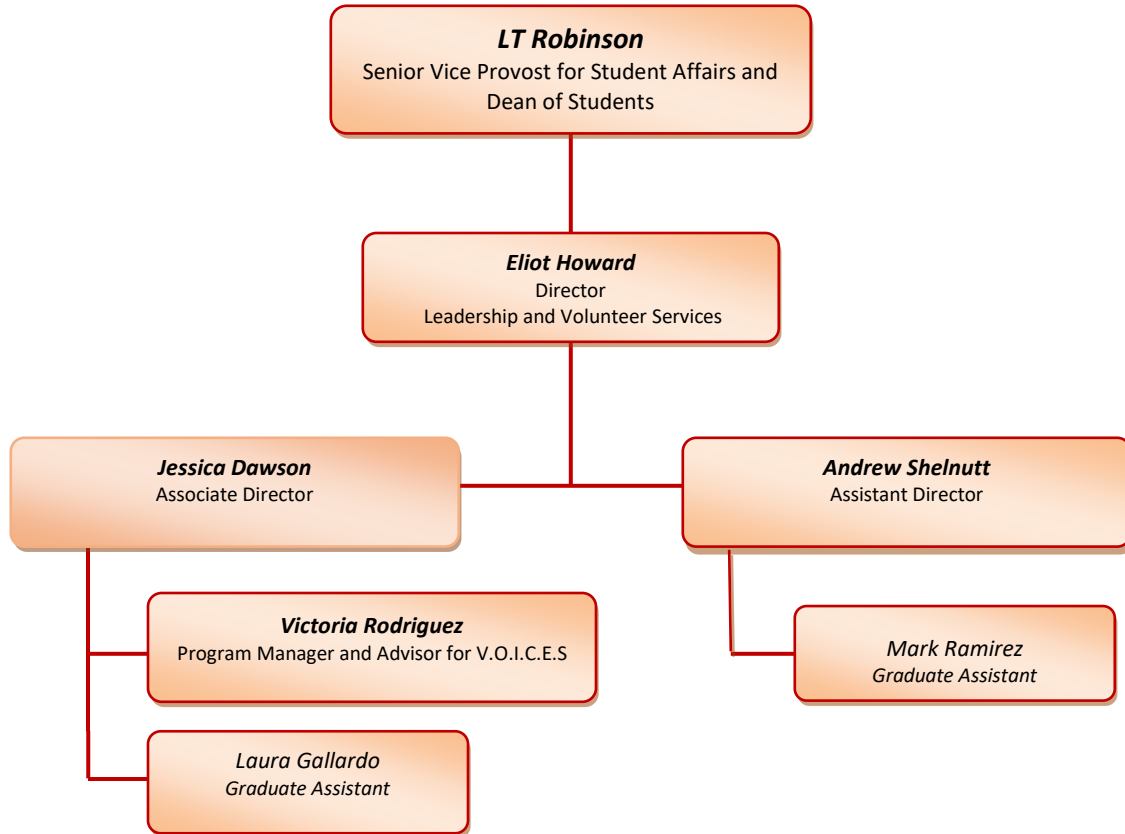 LT Robinson
Senior Vice Provost for Student Affairs and
Dean of Students
Eliot Howard
Director
Leadership and Volunteer Services
Jessica Dawson
Associate Director
Andrew Shelnutt
Assistant Director
Victoria Rodriguez
Program Manager and Advisor for V.O.I.C.E.S
Mark Ramirez
Graduate Assistant
Laura Gallardo
Graduate Assistant